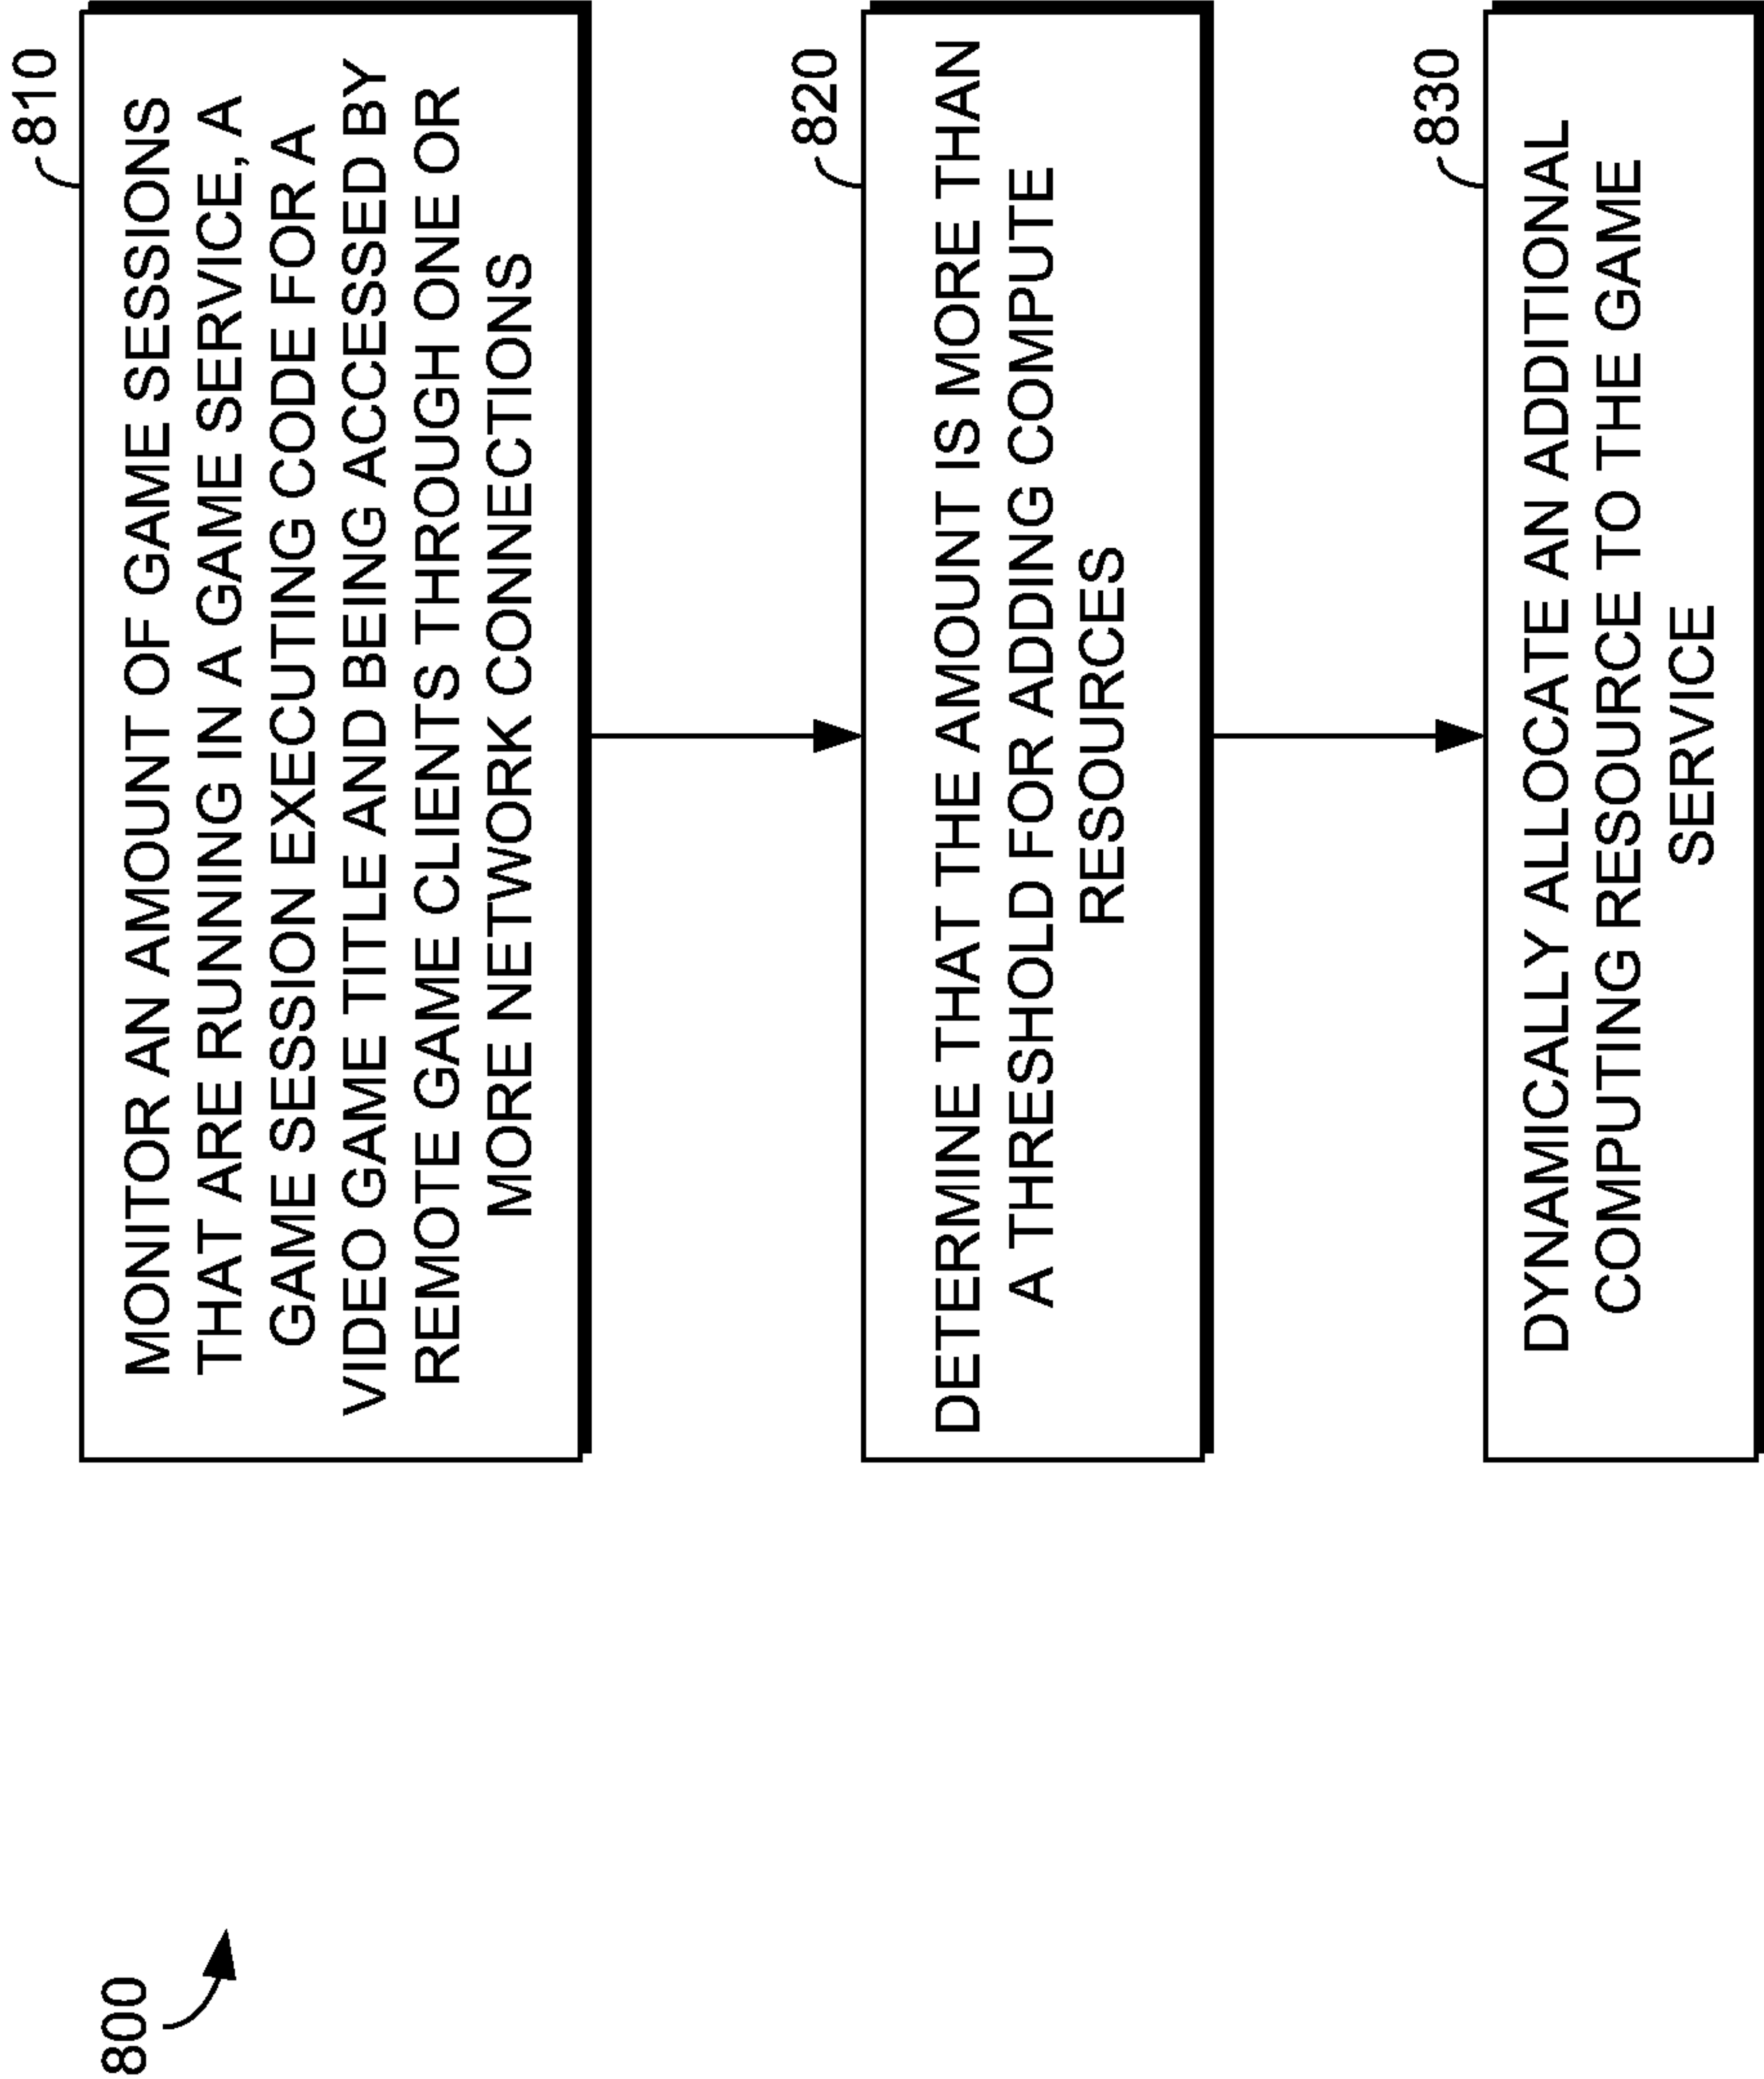 800
810
MONITOR AN AMOUNT OF GAME SESSIONS
THAT ARE RUNNING IN A GAME SERVICE, A
GAME SESSION EXECUTING CODE FOR A
VIDEO GAME TITLE AND BEING ACCESSED BY
REMOTE GAME CLIENTS THROUGH ONE OR
MORE NETWORK CONNECTIONS
820
DETERMINE THAT THE AMOUNT IS MORE THAN
A THRESHOLD FOR ADDING COMPUTE
RESOURCES
830
DYNAMICALLY ALLOCATE AN ADDITIONAL
COMPUTING RESOURCE TO THE GAME
SERVICE